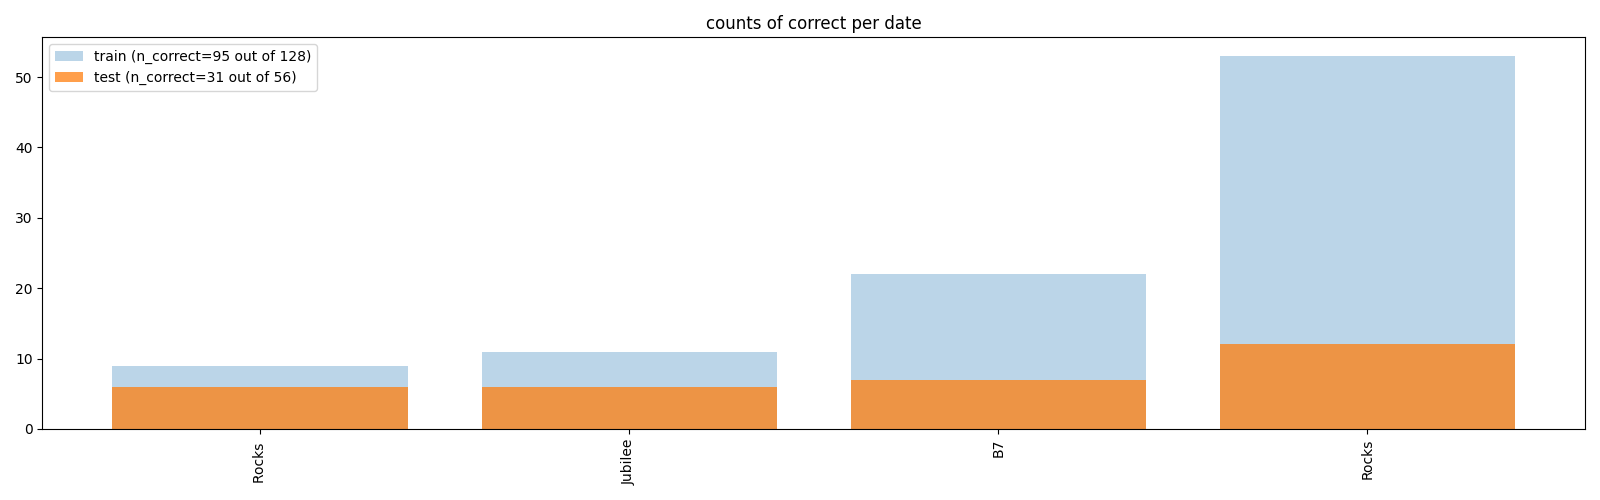 counts of correct per date
train (n_correct=95 out of 128)
test (n_correct=31 out of 56)
50
40
30
20
10
0
Rocks
Jubilee
B7
Rocks